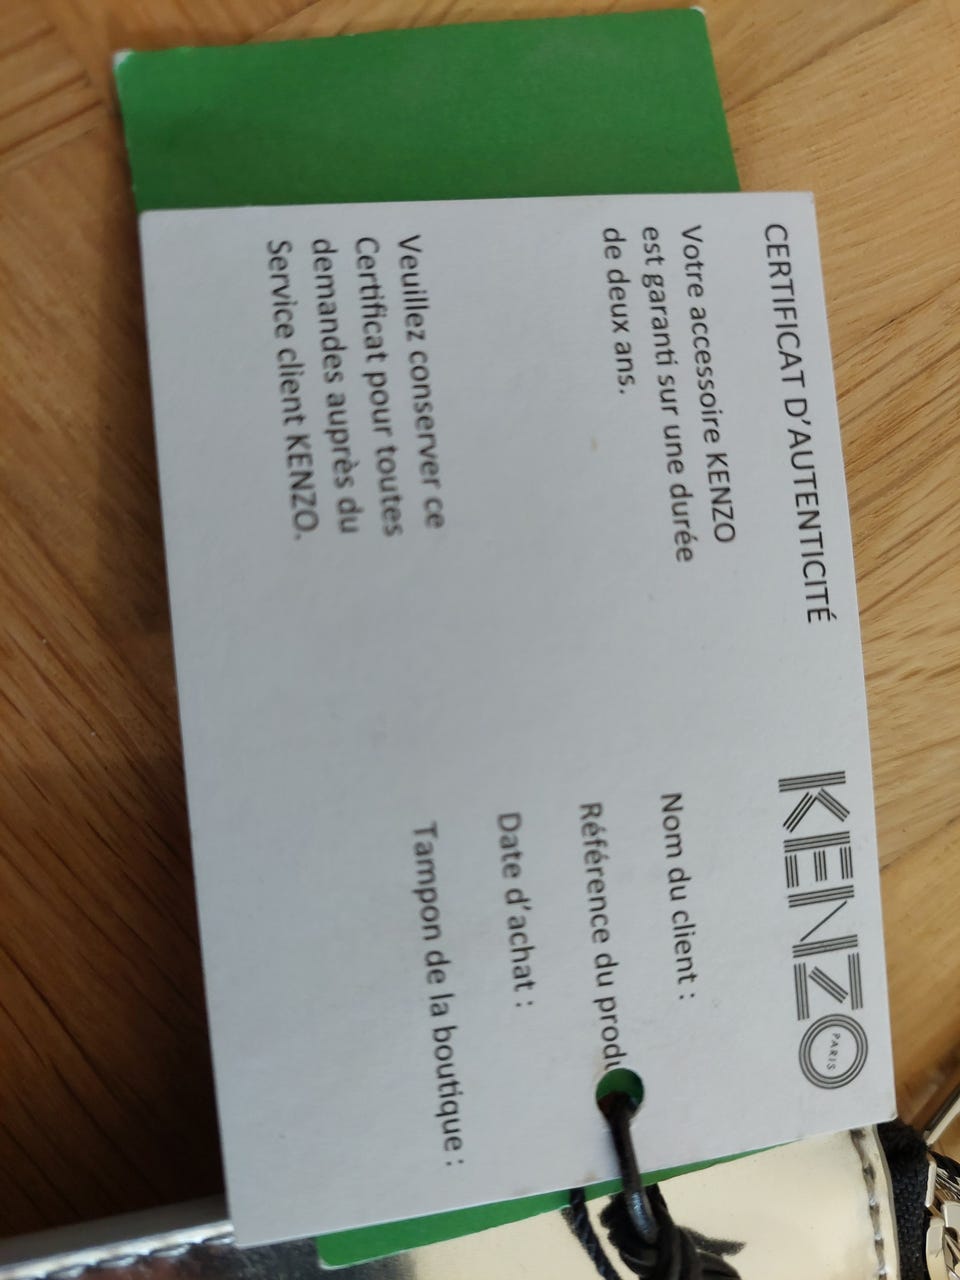 CERTIFICAT D'AUTENTICITÉ
Votre accessoire KENZO
est garanti sur une durée
de deux ans.
Veuillez conserver ce
Certificat pour toutes
demandes auprès du
Service client KENZO.
KENZO
PARIS
Nom du client :
Référence du produ
Date d'achat :
Tampon de la boutique :